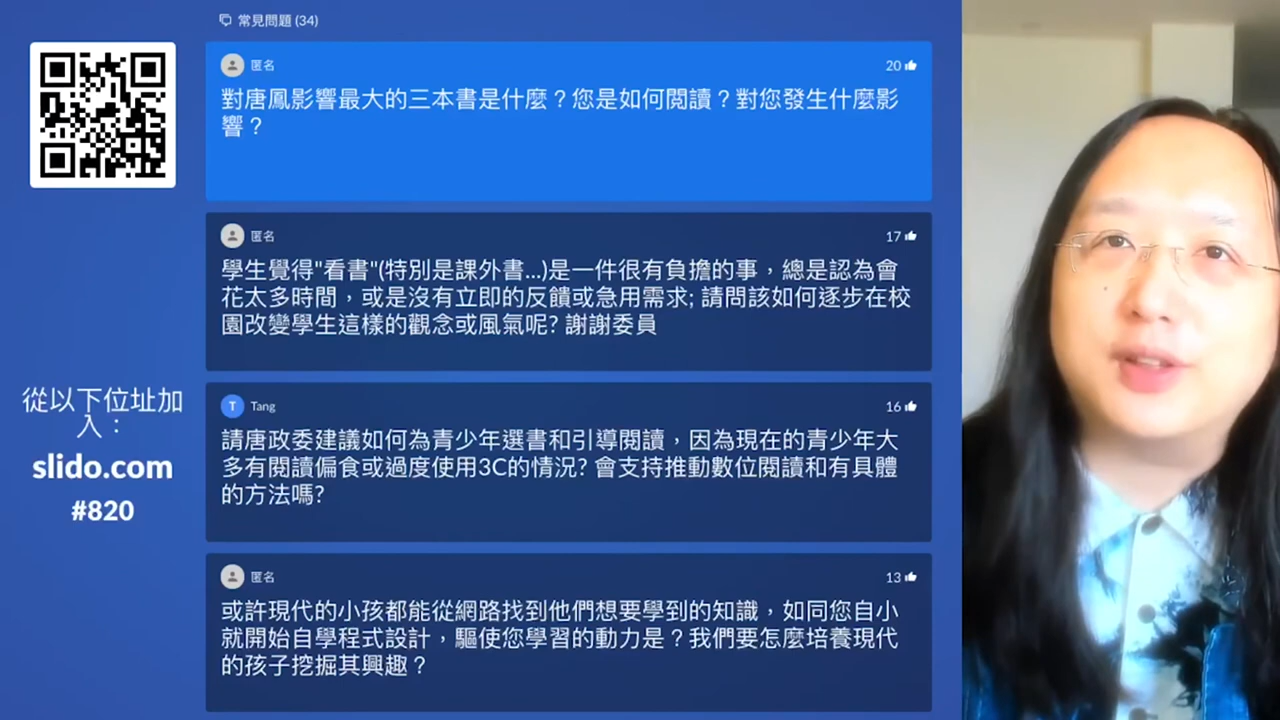 常見問題 (34)
匿名
20
對唐鳳影響最大的三本書是什麼？您是如何閱讀？對您發生什麼影
響？
匿名
17
學生覺得"看書"(特別是課外書...)是一件很有負擔的事，總是認為會
花太多時間，或是沒有立即的反饋或急用需求; 請問該如何逐步在校
園改變學生這樣的觀念或風氣呢? 謝謝委員
T Tang
16
請唐政委建議如何為青少年選書和引導閱讀，因為現在的青少年大
多有閱讀偏食或過度使用3C的情況? 會支持推動數位閱讀和有具體
的方法嗎?
匿名
13
或許現代的小孩都能從網路找到他們想要學到的知識，如同您自小
就開始自學程式設計，驅使您學習的動力是？我們要怎麼培養現代
的孩子挖掘其興趣？
從以下位址加
入：
slido.com
#820